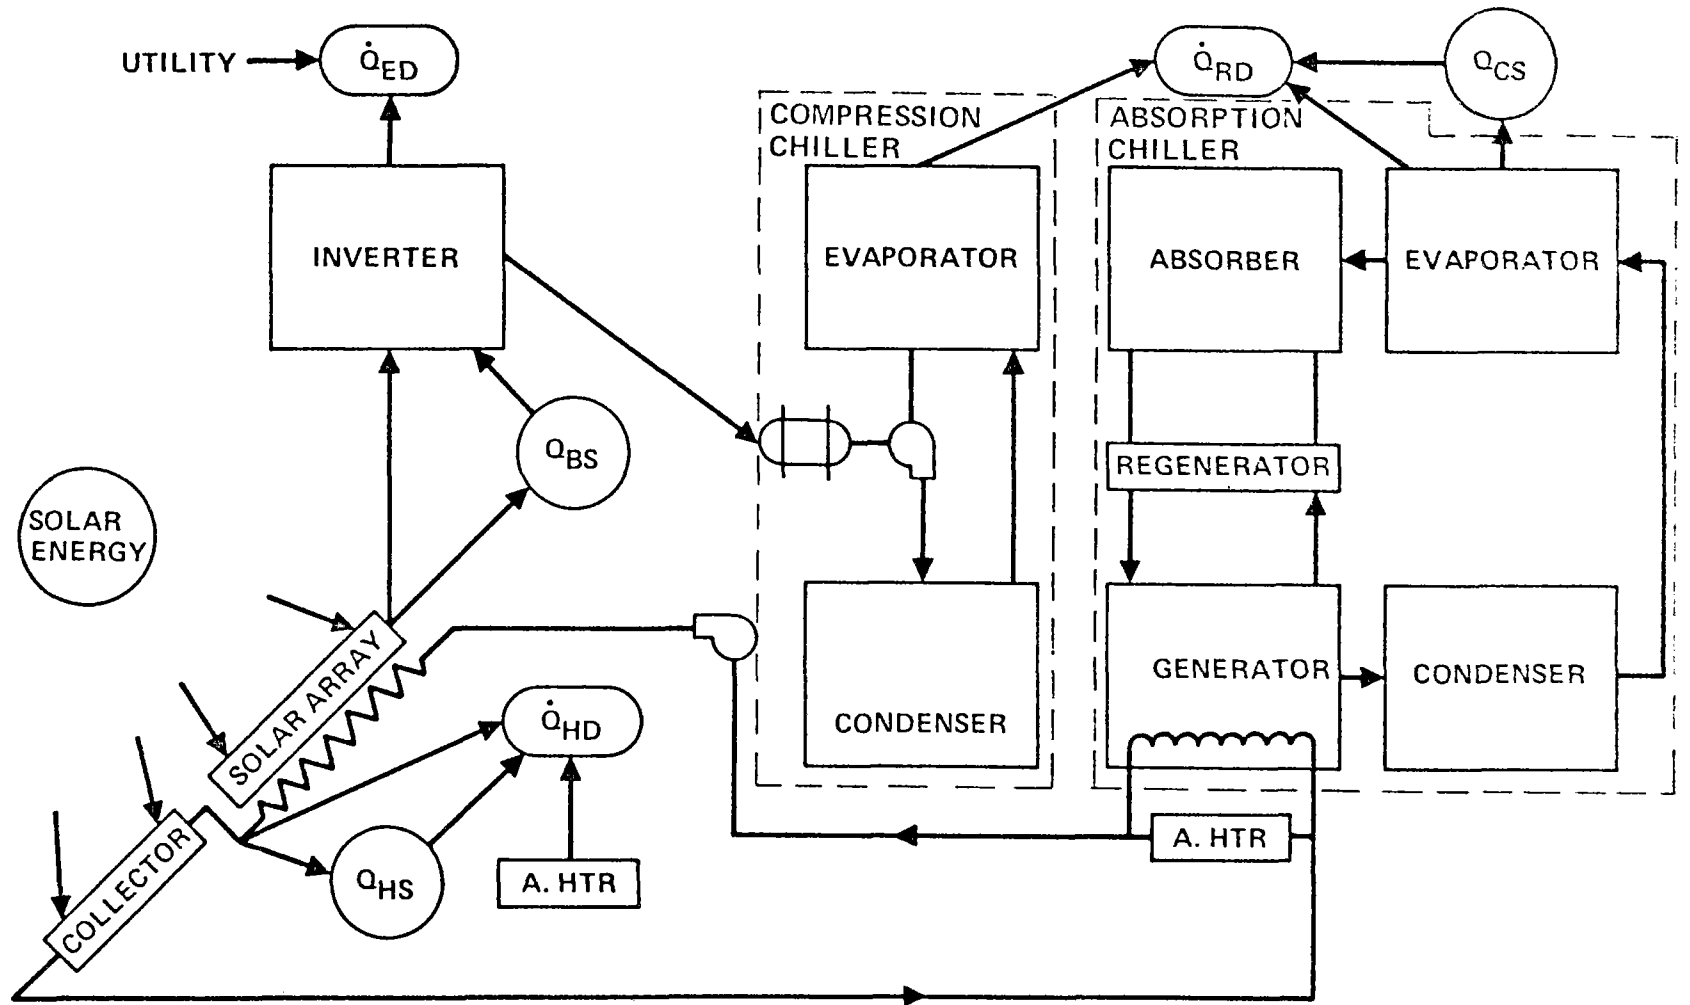 UTILITY
Q̇ED
Q̇RD
QCS
COMPRESSION
CHILLER
ABSORPTION
CHILLER
INVERTER
EVAPORATOR
ABSORBER
EVAPORATOR
QBS
REGENERATOR
SOLAR
ENERGY
SOLAR ARRAY
GENERATOR
CONDENSER
CONDENSER
Q̇HD
COLLECTOR
QHS
A. HTR
A. HTR